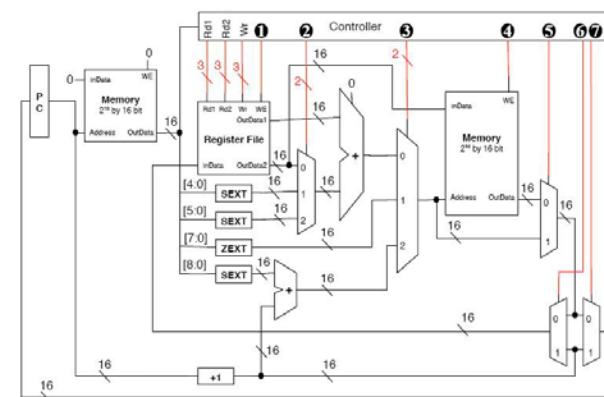 Controller
Rd1 Rd2 Wr ❶ ❷ ❸ ❹ ❺ ❻ ❼
0
16
2
16
P C
0
inData WE
Memory
16 bit
Address OutData
16
3 3 3
2
Rd1 Rd2 Wr WE
OutData1
Register File
inData OutData2
16
16
0
+
0
1
2
16
inData WE
Memory
16 bit
Address OutData
16
0
1
16
16
[4:0] SEXT 16
[5:0] SEXT 16
[7:0] ZEXT 16
[8:0] SEXT 16
0
1
2
+
16
16
16
0
1
0
1
16
+1
16
16